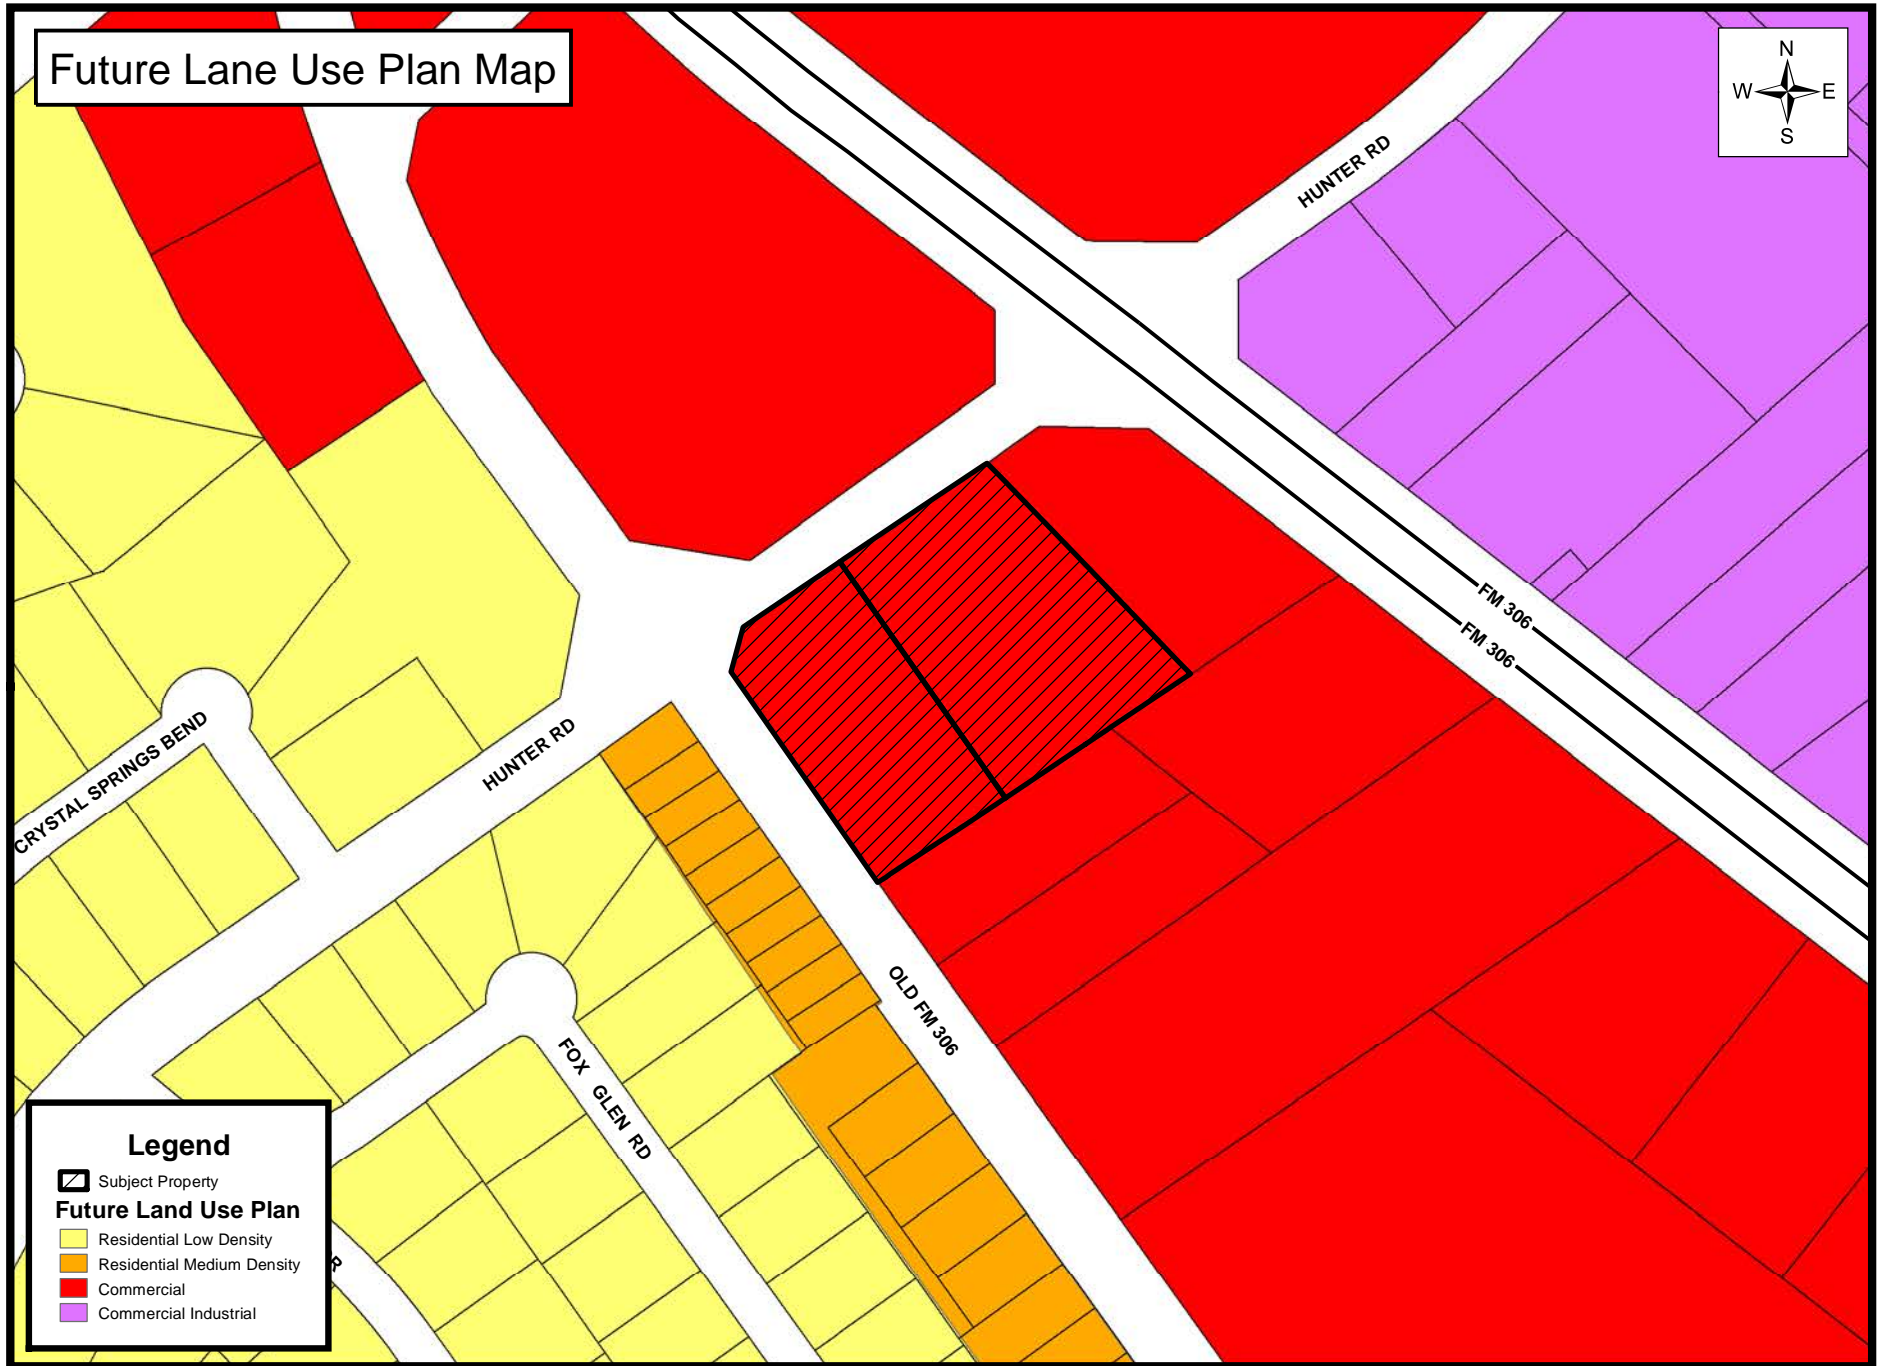 Future Lane Use Plan Map
N
W E
S
HUNTER RD
FM 306
FM 306
HUNTER RD
CRYSTAL SPRINGS BEND
OLD FM 306
FOX GLEN RD
R
Legend
Subject Property
Future Land Use Plan
Residential Low Density
Residential Medium Density
Commercial
Commercial Industrial